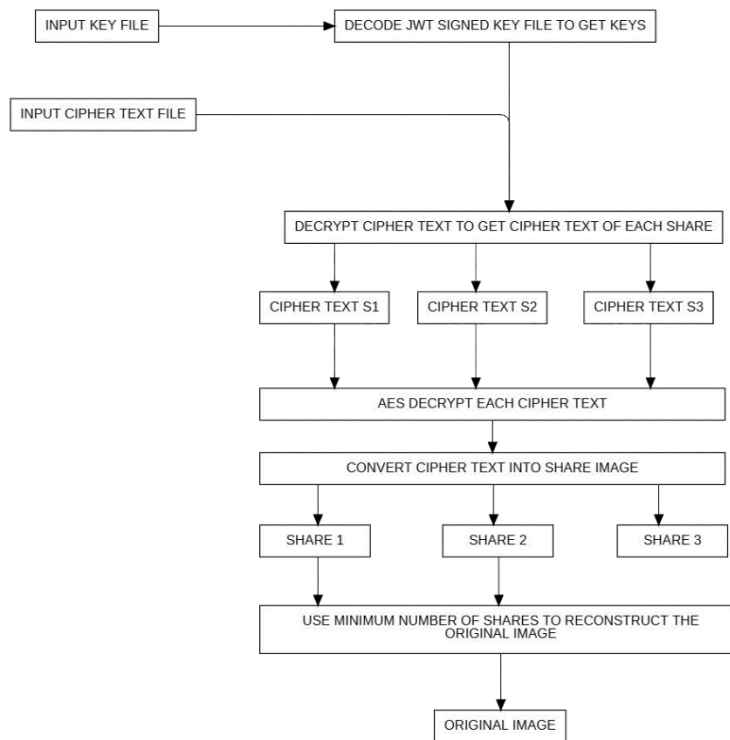 INPUT KEY FILE
DECODE JWT SIGNED KEY FILE TO GET KEYS
INPUT CIPHER TEXT FILE
DECRYPT CIPHER TEXT TO GET CIPHER TEXT OF EACH SHARE
CIPHER TEXT S1
CIPHER TEXT S2
CIPHER TEXT S3
AES DECRYPT EACH CIPHER TEXT
CONVERT CIPHER TEXT INTO SHARE IMAGE
SHARE 1
SHARE 2
SHARE 3
USE MINIMUM NUMBER OF SHARES TO RECONSTRUCT THE
ORIGINAL IMAGE
ORIGINAL IMAGE